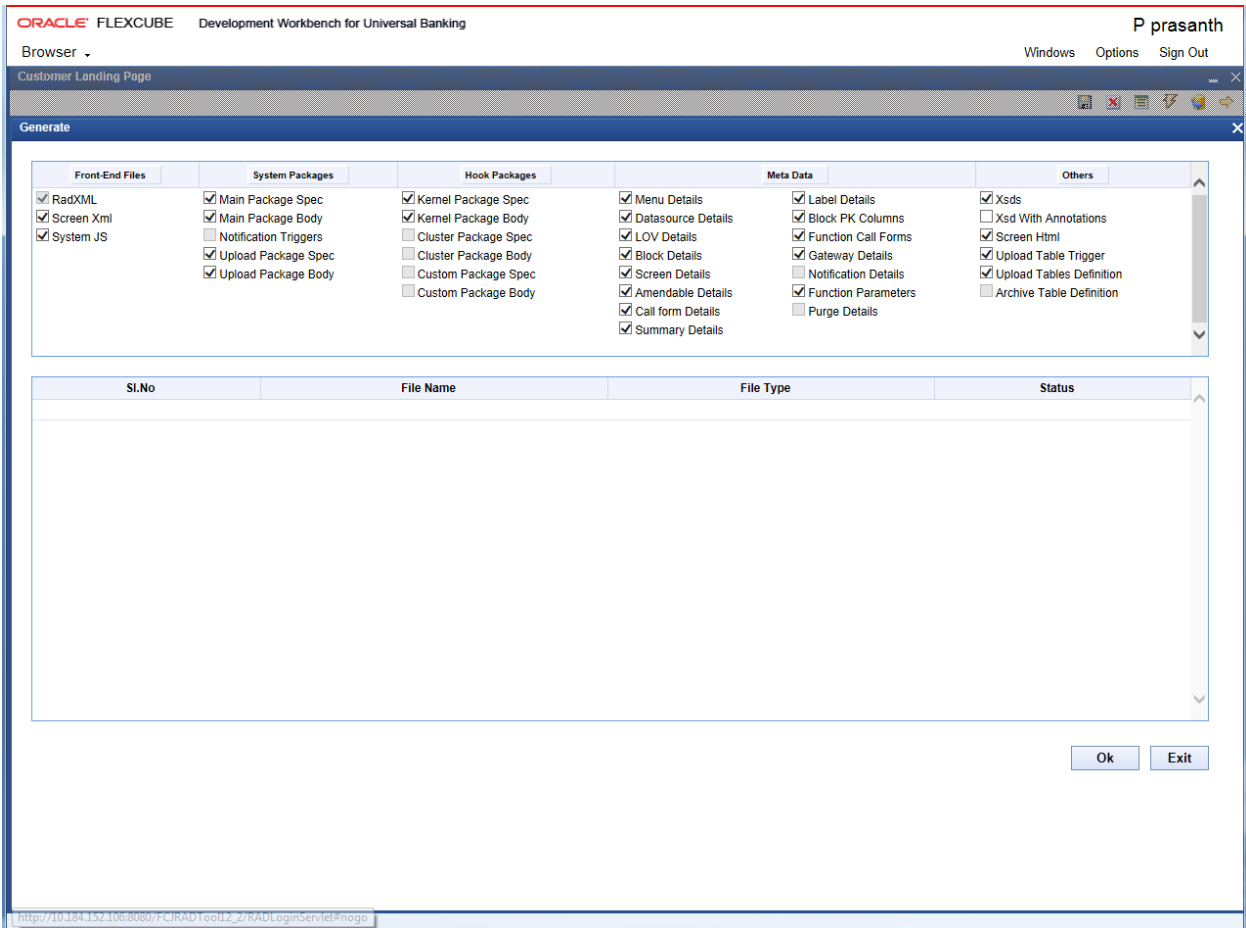 ORACLE' FLEXCUBE Development Workbench for Universal Banking
P prasanth
Browser
Windows Options Sign Out
Customer Landing Page
Generate
Front-End Files System Packages Hook Packages Meta Data Others
RadXML Main Package Spec Kernel Package Spec Menu Details Label Details Xsds
Screen Xml Main Package Body Kernel Package Body Datasource Details Block PK Columns Xsd With Annotations
System JS Notification Triggers Cluster Package Spec LOV Details Function Call Forms Screen Html
Upload Package Spec Cluster Package Body Block Details Gateway Details Upload Table Trigger
Upload Package Body Custom Package Spec Screen Details Notification Details Upload Tables Definition
Custom Package Body Amendable Details Function Parameters Archive Table Definition
Call form Details Purge Details
Summary Details
Sl.No File Name File Type Status
Ok Exit
http://10.184.152.106:8080/FCJRADTool12_2/RADLoginServlet#nogo